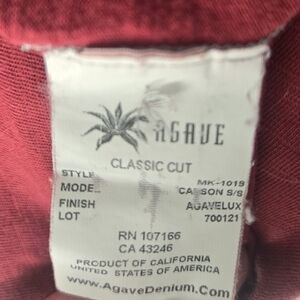 AGAVE
CLASSIC CUT
STYLE MK-1019
MODE. CARSON S/S
FINISH AGAVELUX
LOT 700121
RN 107166
CA 43246
PRODUCT OF CALIFORNIA
UNITED STATES OF AMERICA
www.AgaveDenium.Com